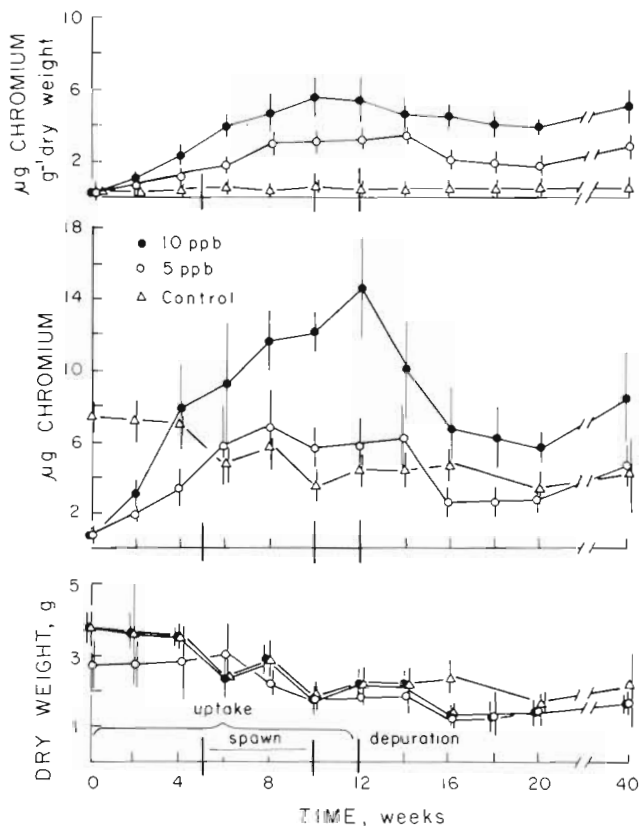 µg CHROMIUM
g⁻¹ dry weight
10
6
2
µg CHROMIUM
18
14
10
6
2
10 ppb
5 ppb
Control
DRY WEIGHT, g
5
3
1
uptake
spawn
depuration
0 4 8 12 16 20 40
TIME, weeks